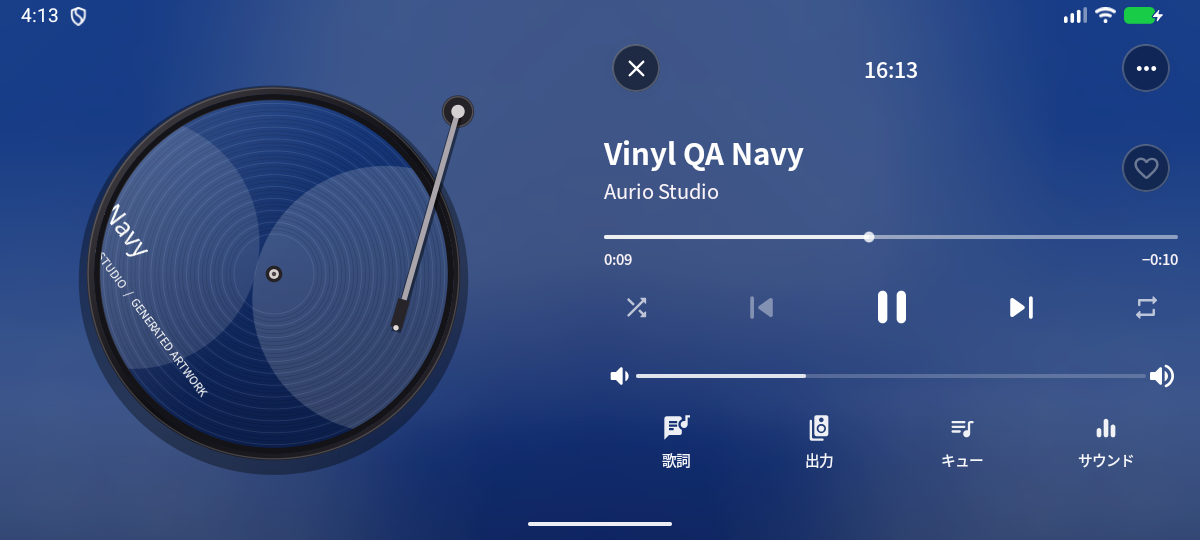 4:13
16:13
Vinyl QA Navy
Aurio Studio
0:09
−0:10
Navy
STUDIO / GENERATED ARTWORK
歌詞
出力
キュー
サウンド